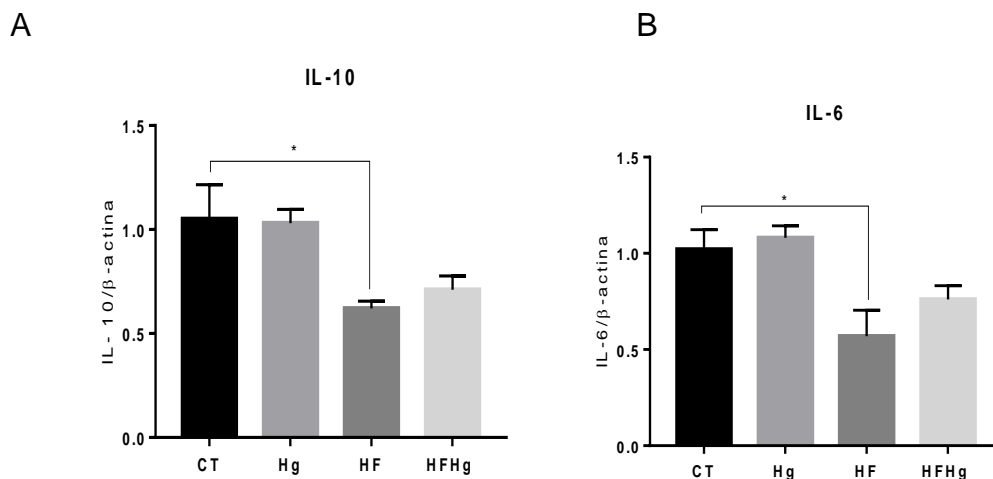 A
B
IL-10
IL-10/β-actina
1.5
1.0
0.5
0.0
*
CT Hg HF HFHg
IL-6
IL-6/β-actina
1.5
1.0
0.5
0.0
*
CT Hg HF HFHg